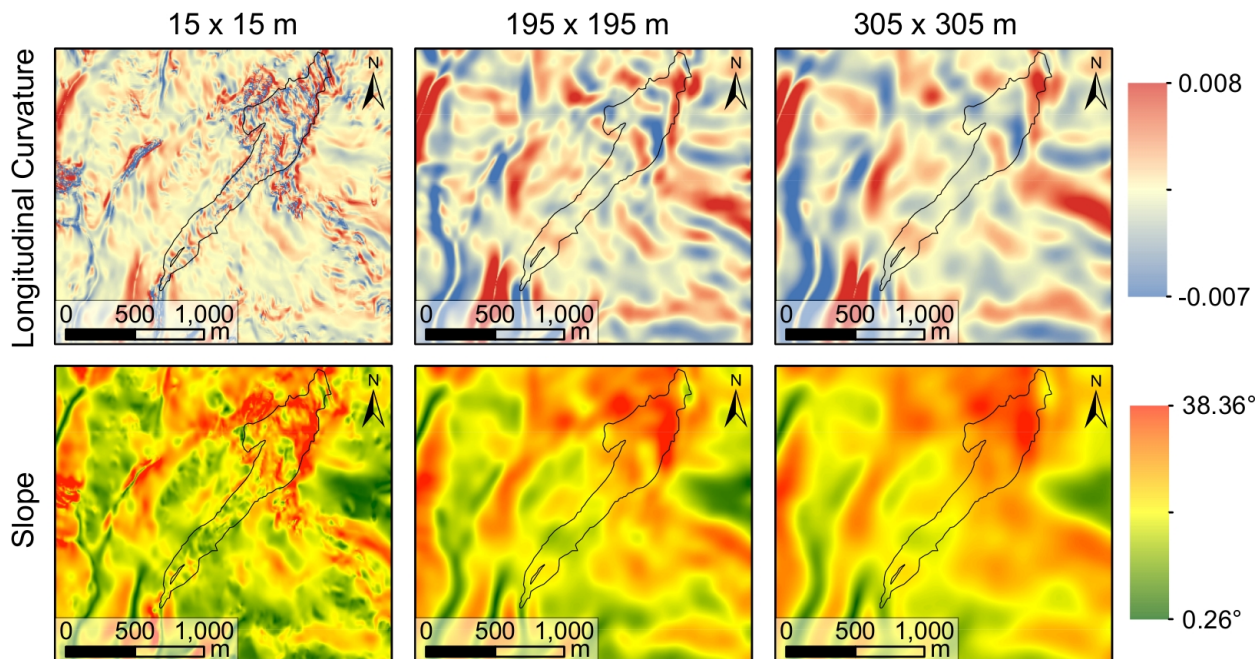 15 x 15 m
195 x 195 m
305 x 305 m
Longitudinal Curvature
N
0 500 1,000
m
N
0 500 1,000
m
N
0 500 1,000
m
0.008
-0.007
Slope
N
0 500 1,000
m
N
0 500 1,000
m
N
0 500 1,000
m
38.36°
0.26°